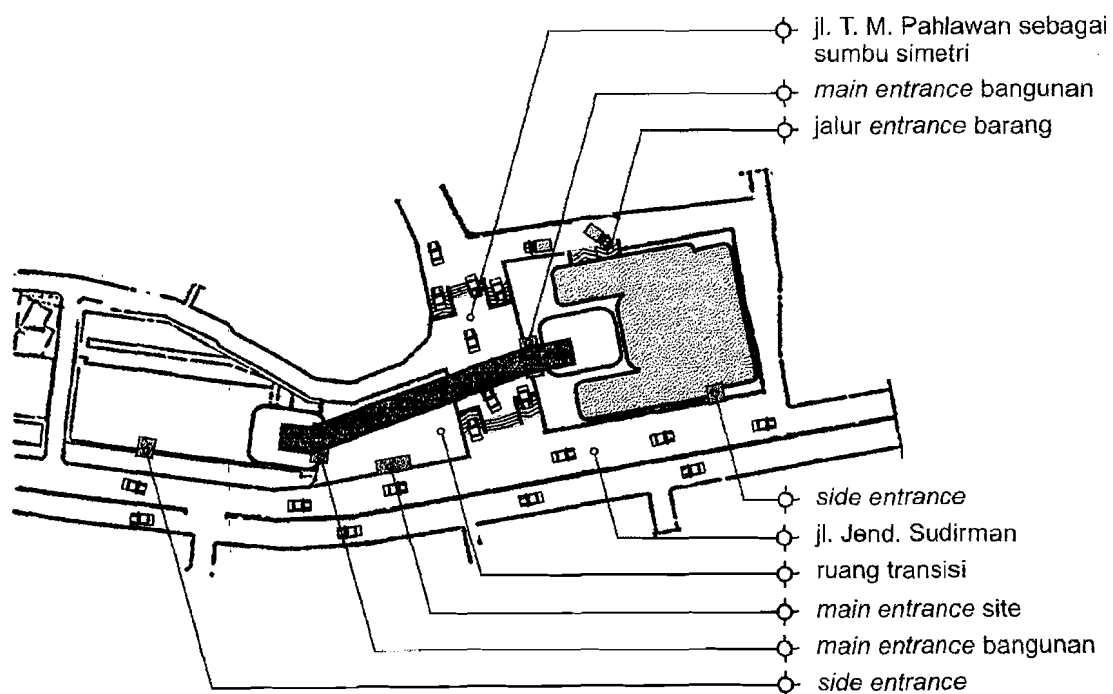 jl. T. M. Pahlawan sebagai
sumbu simetri
main entrance bangunan
jalur entrance barang
side entrance
jl. Jend. Sudirman
ruang transisi
main entrance site
main entrance bangunan
side entrance